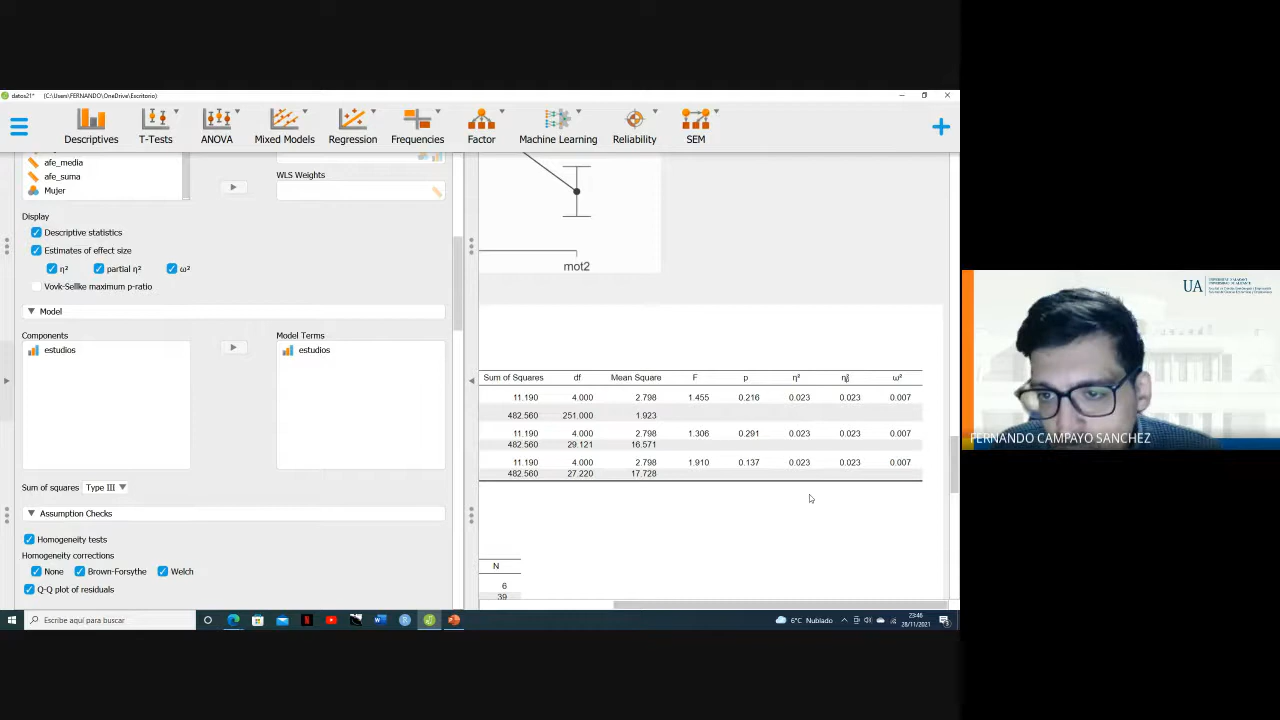 datos21* (C:\Users\FERNANDO\OneDrive\Escritorio)
Descriptives T-Tests ANOVA Mixed Models Regression Frequencies Factor Machine Learning Reliability SEM
afe_media
afe_suma
Mujer
WLS Weights
Display
Descriptive statistics
Estimates of effect size
η² partial η² ω²
Vovk-Sellke maximum p-ratio
Model
Components Model Terms
estudios estudios
Sum of squares Type III
Assumption Checks
Homogeneity tests
Homogeneity corrections
None Brown-Forsythe Welch
Q-Q plot of residuals
mot2
Sum of Squares df Mean Square F p η² η²p ω²
11.190 4.000 2.798 1.455 0.216 0.023 0.023 0.007
482.560 251.000 1.923
11.190 4.000 2.798 1.306 0.291 0.023 0.023 0.007
482.560 29.121 16.571
11.190 4.000 2.798 1.910 0.137 0.023 0.023 0.007
482.560 27.220 17.728
N
6
39
Escribe aquí para buscar
6°C Nublado
23:46
28/11/2021
UA
FERNANDO CAMPAYO SANCHEZ